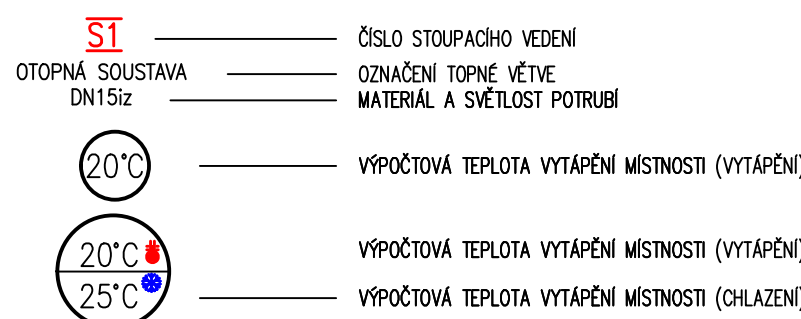 S1 ČÍSLO STOUPACÍHO VEDENÍ
OTOPNÁ SOUSTAVA OZNAČENÍ TOPNÉ VĚTVE
DN15iz MATERIÁL A SVĚTLOST POTRUBÍ
20°C VÝPOČTOVÁ TEPLOTA VYTÁPĚNÍ MÍSTNOSTI (VYTÁPĚNÍ)
20°C VÝPOČTOVÁ TEPLOTA VYTÁPĚNÍ MÍSTNOSTI (VYTÁPĚNÍ)
25°C VÝPOČTOVÁ TEPLOTA VYTÁPĚNÍ MÍSTNOSTI (CHLAZENÍ)